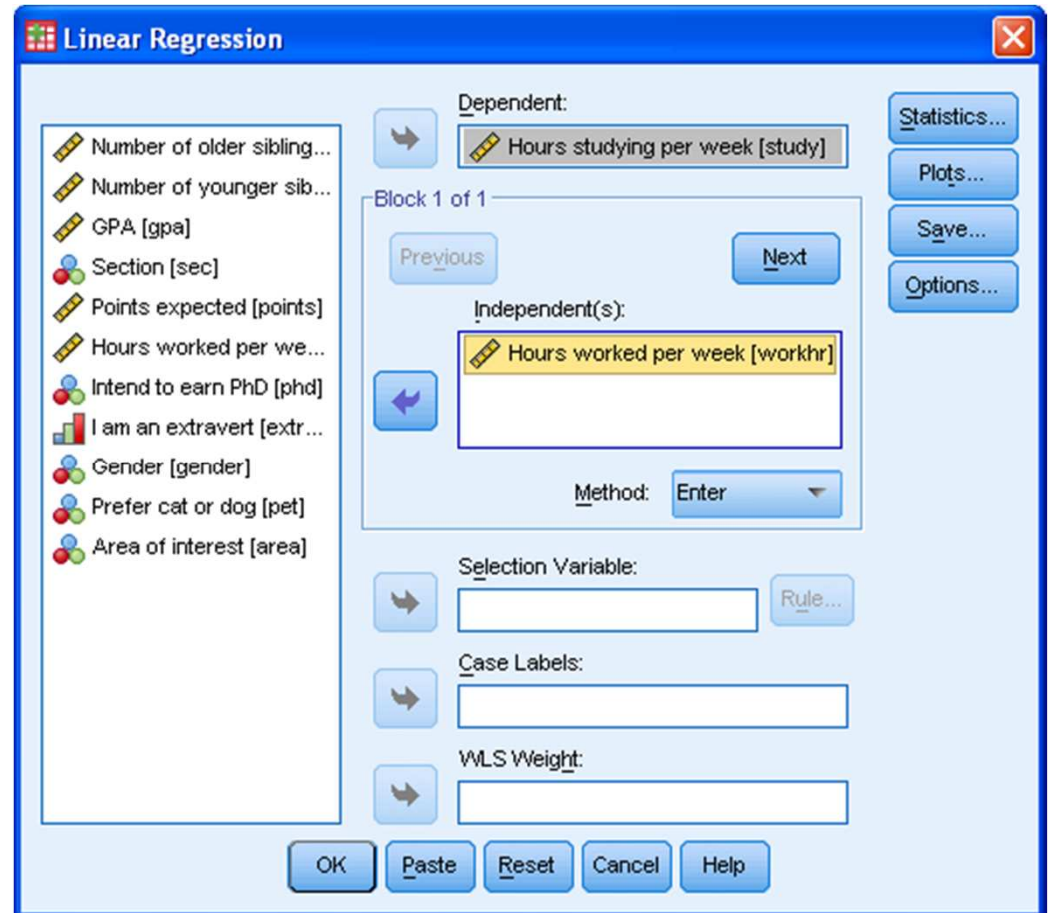 Linear Regression
Number of older sibling...
Number of younger sib...
GPA [gpa]
Section [sec]
Points expected [points]
Hours worked per we...
Intend to earn PhD [phd]
I am an extravert [extr...
Gender [gender]
Prefer cat or dog [pet]
Area of interest [area]
Dependent:
Hours studying per week [study]
Block 1 of 1
Previous
Next
Independent(s):
Hours worked per week [workhr]
Method: Enter
Selection Variable:
Rule...
Case Labels:
WLS Weight:
Statistics...
Plots...
Save...
Options...
OK Paste Reset Cancel Help